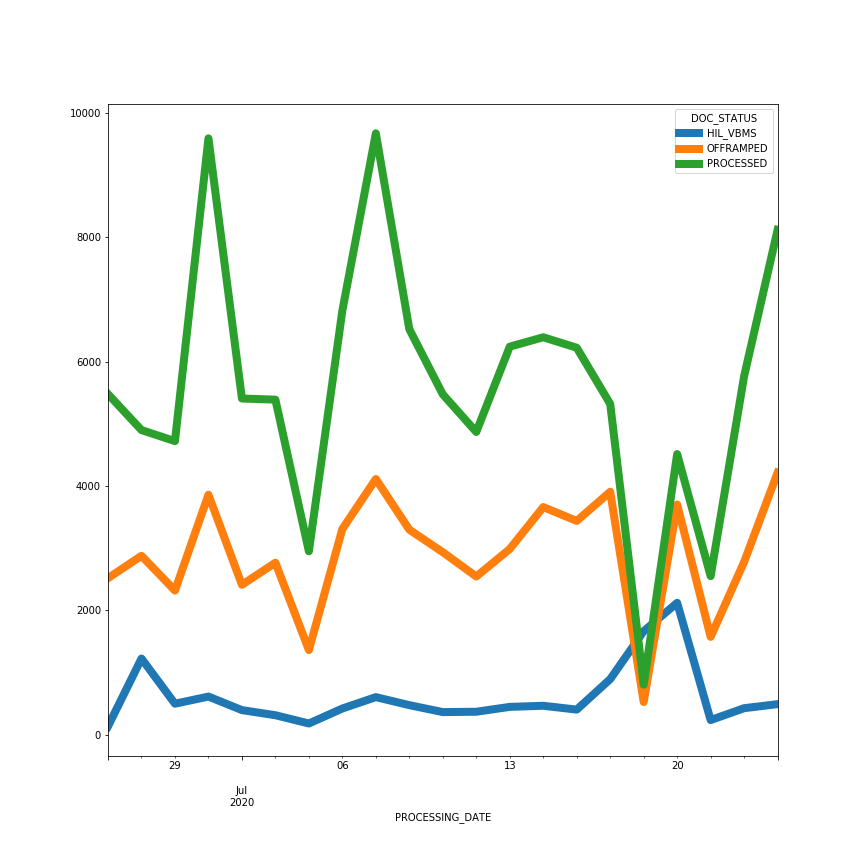 DOC_STATUS
HIL_VBMS
OFFRAMPED
PROCESSED
10000
8000
6000
4000
2000
0
29 06 13 20
Jul
2020
PROCESSING_DATE